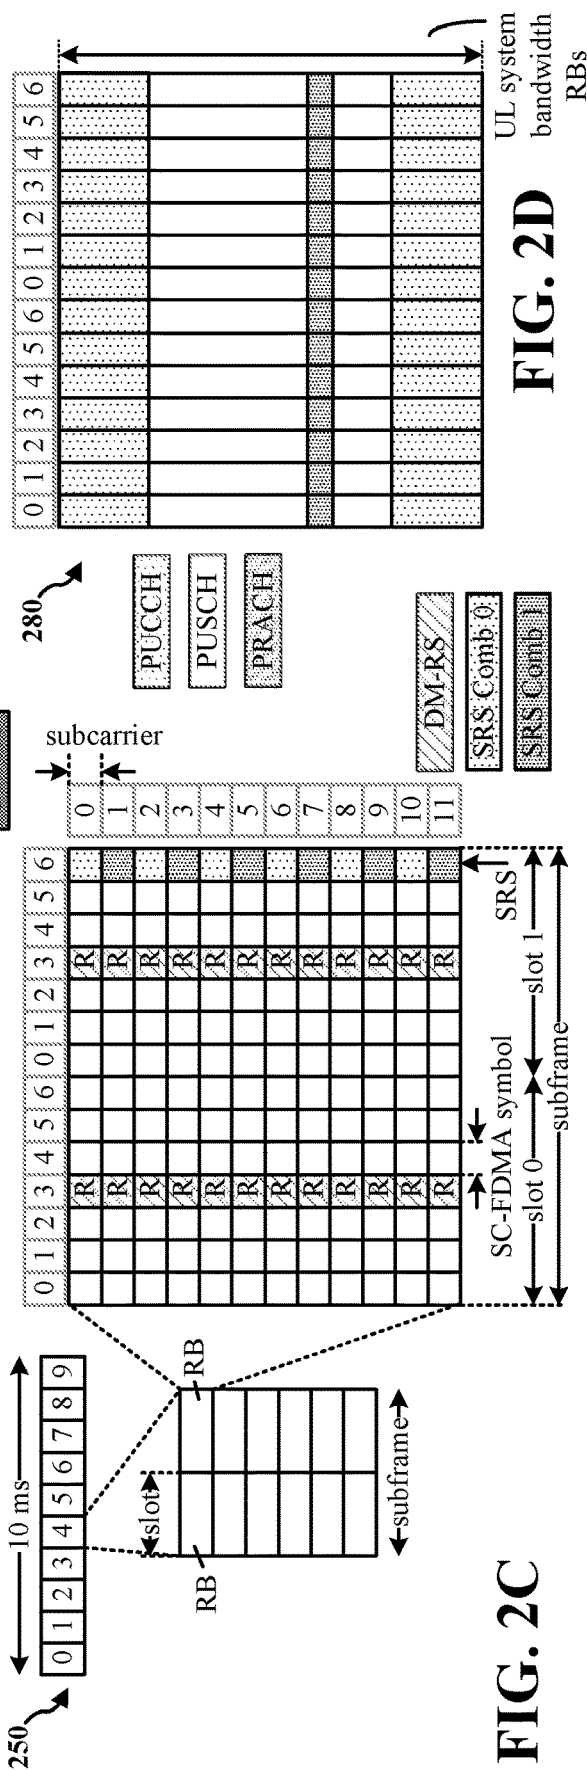 250
10 ms
0 1 2 3 4 5 6 7 8 9
slot
RB
RB
subframe
FIG. 2C
0 1 2 3 4 5 6 0 1 2 3 4 5 6
subcarrier
R R 0
R R 1
R R 2
R R 3
R R 4
R R 5
R R 6
R R 7
R R 8
R R 9
R R 10
R R 11
SC-FDMA symbol
SRS
slot 0
slot 1
subframe
DM-RS
SRS Comb 0
SRS Comb 1
280
PUCCH
PUSCH
PRACH
0 1 2 3 4 5 6 0 1 2 3 4 5 6
UL system
bandwidth
RBs
FIG. 2D